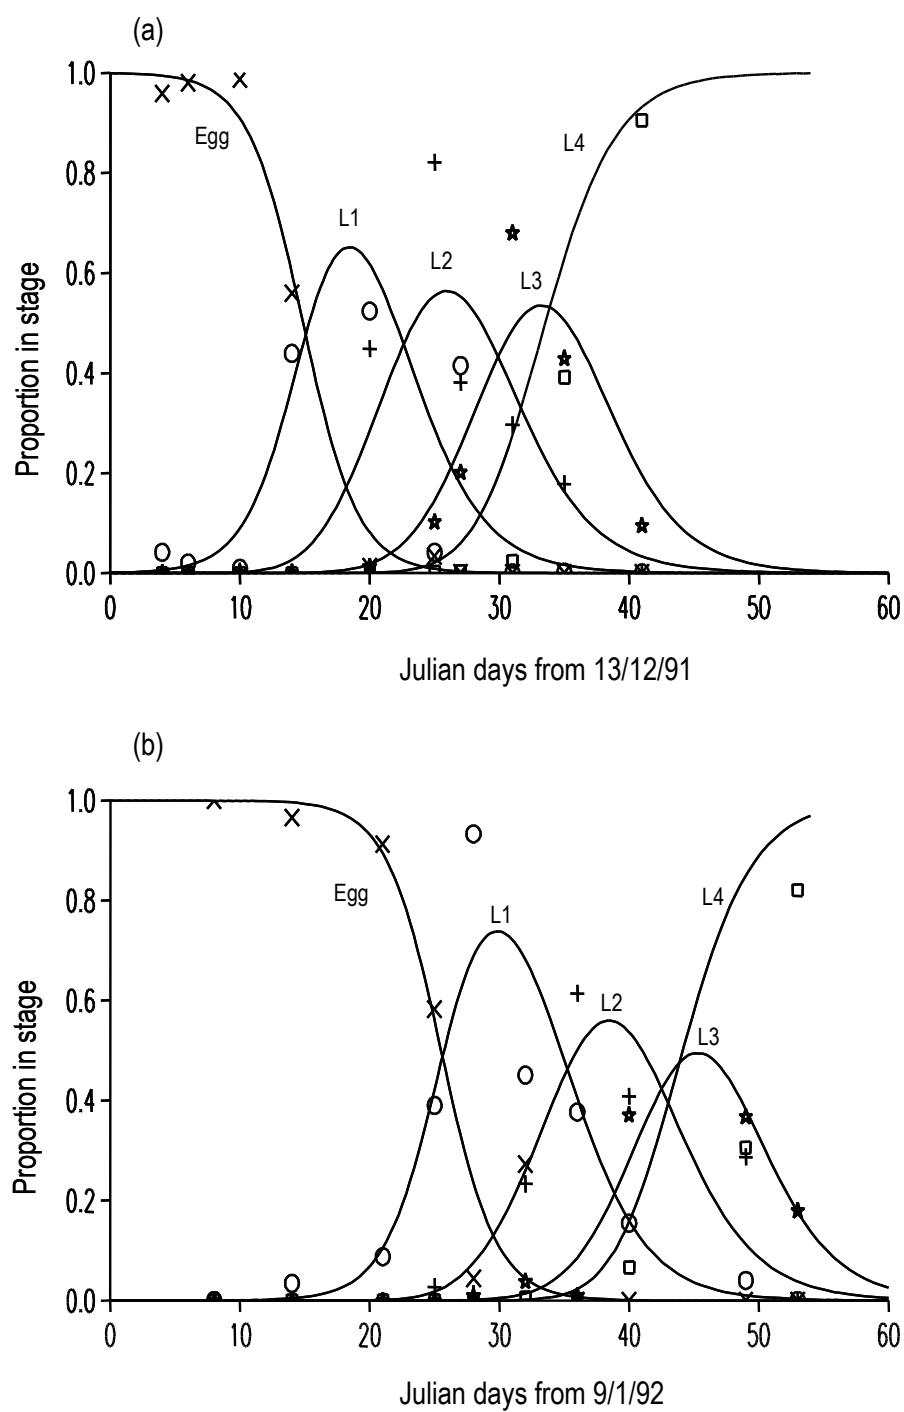 (a)
1.0
0.8
0.6
0.4
0.2
0.0
Proportion in stage
Egg
L1
L2
L3
L4
0 10 20 30 40 50 60
Julian days from 13/12/91
(b)
1.0
0.8
0.6
0.4
0.2
0.0
Proportion in stage
Egg
L1
L2
L3
L4
0 10 20 30 40 50 60
Julian days from 9/1/92